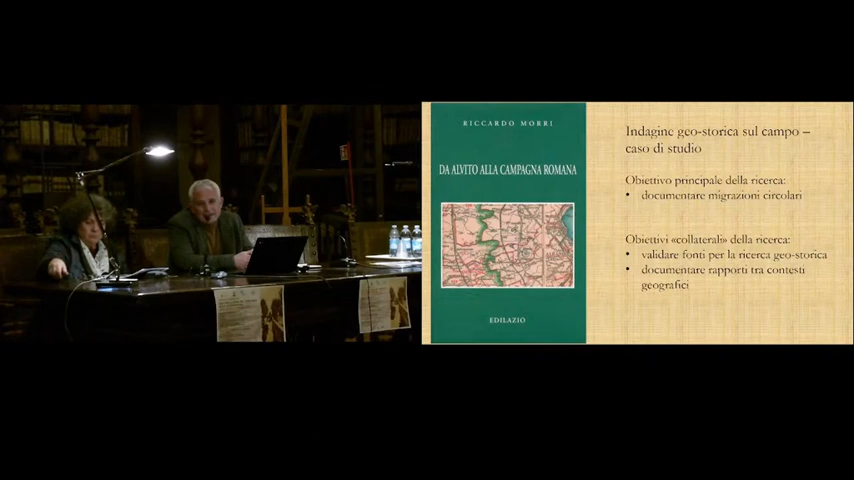 RICCARDO MORRI
DA ALVITO ALLA CAMPAGNA ROMANA
EDILAZIO
Indagine geo-storica sul campo –
caso di studio
Obiettivo principale della ricerca:
• documentare migrazioni circolari
Obiettivi «collaterali» della ricerca:
• validare fonti per la ricerca geo-storica
• documentare rapporti tra contesti
geografici